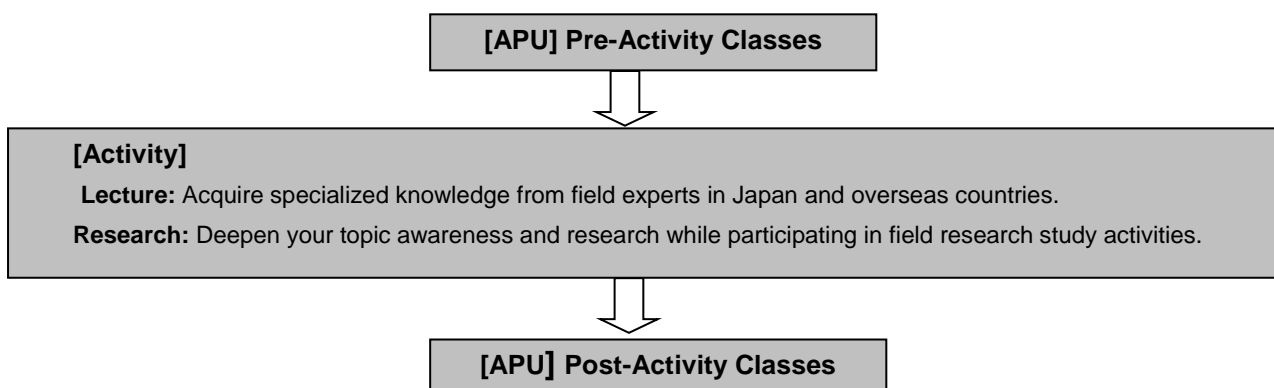 [APU] Pre-Activity Classes
[Activity]
Lecture: Acquire specialized knowledge from field experts in Japan and overseas countries.
Research: Deepen your topic awareness and research while participating in field research study activities.
[APU] Post-Activity Classes